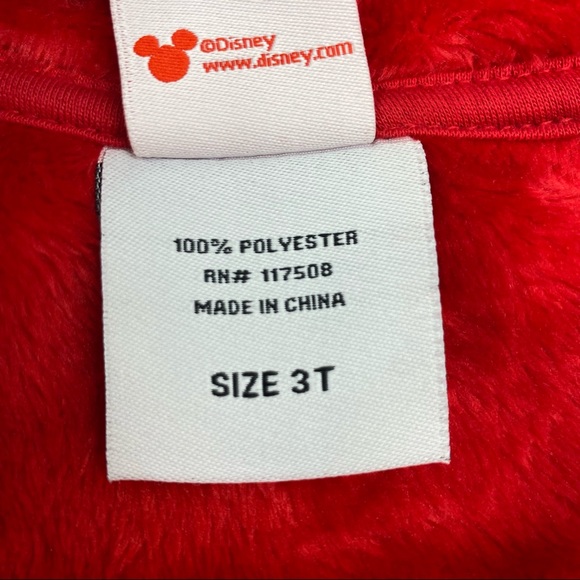 ©Disney
www.disney.com
100% POLYESTER
RN# 117508
MADE IN CHINA
SIZE 3T